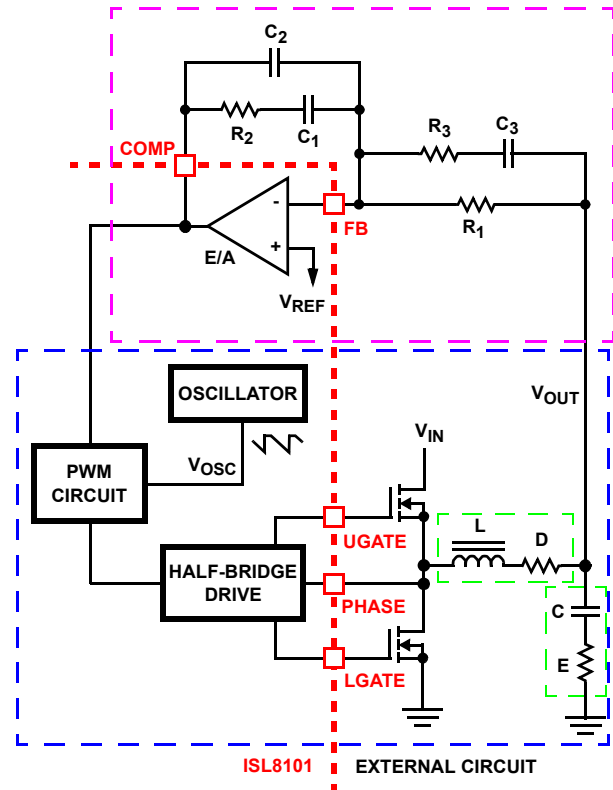 C2
R2
C1
R3
C3
COMP
-
FB
R1
+
E/A
VREF
OSCILLATOR
VOUT
VIN
PWM
CIRCUIT
VOSC
L
D
UGATE
HALF-BRIDGE
DRIVE
PHASE
C
E
LGATE
ISL8101
EXTERNAL CIRCUIT